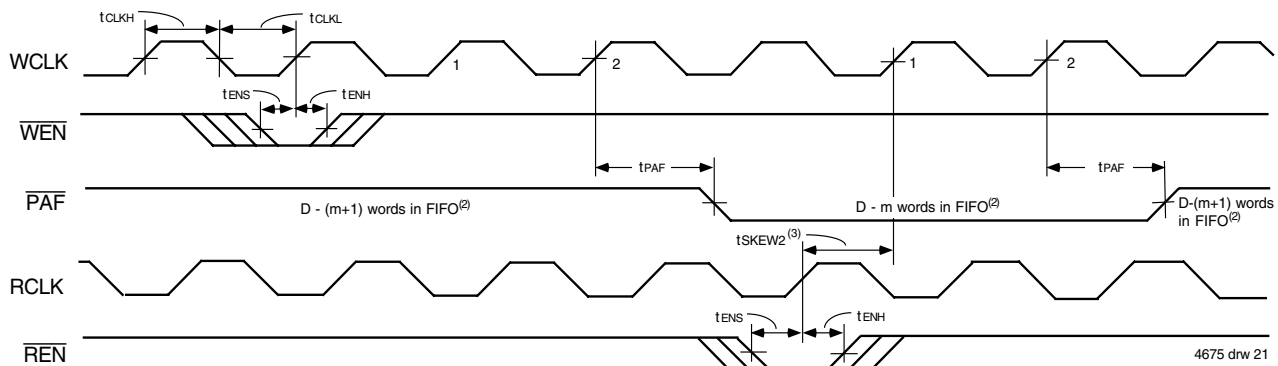 tCLKH
tCLKL
WCLK
1
2
1
2
tENS
tENH
WEN
tPAF
tPAF
PAF
D - (m+1) words in FIFO(2)
D - m words in FIFO(2)
D-(m+1) words
in FIFO(2)
tSKEW2(3)
RCLK
tENS
tENH
REN
4675 drw 21